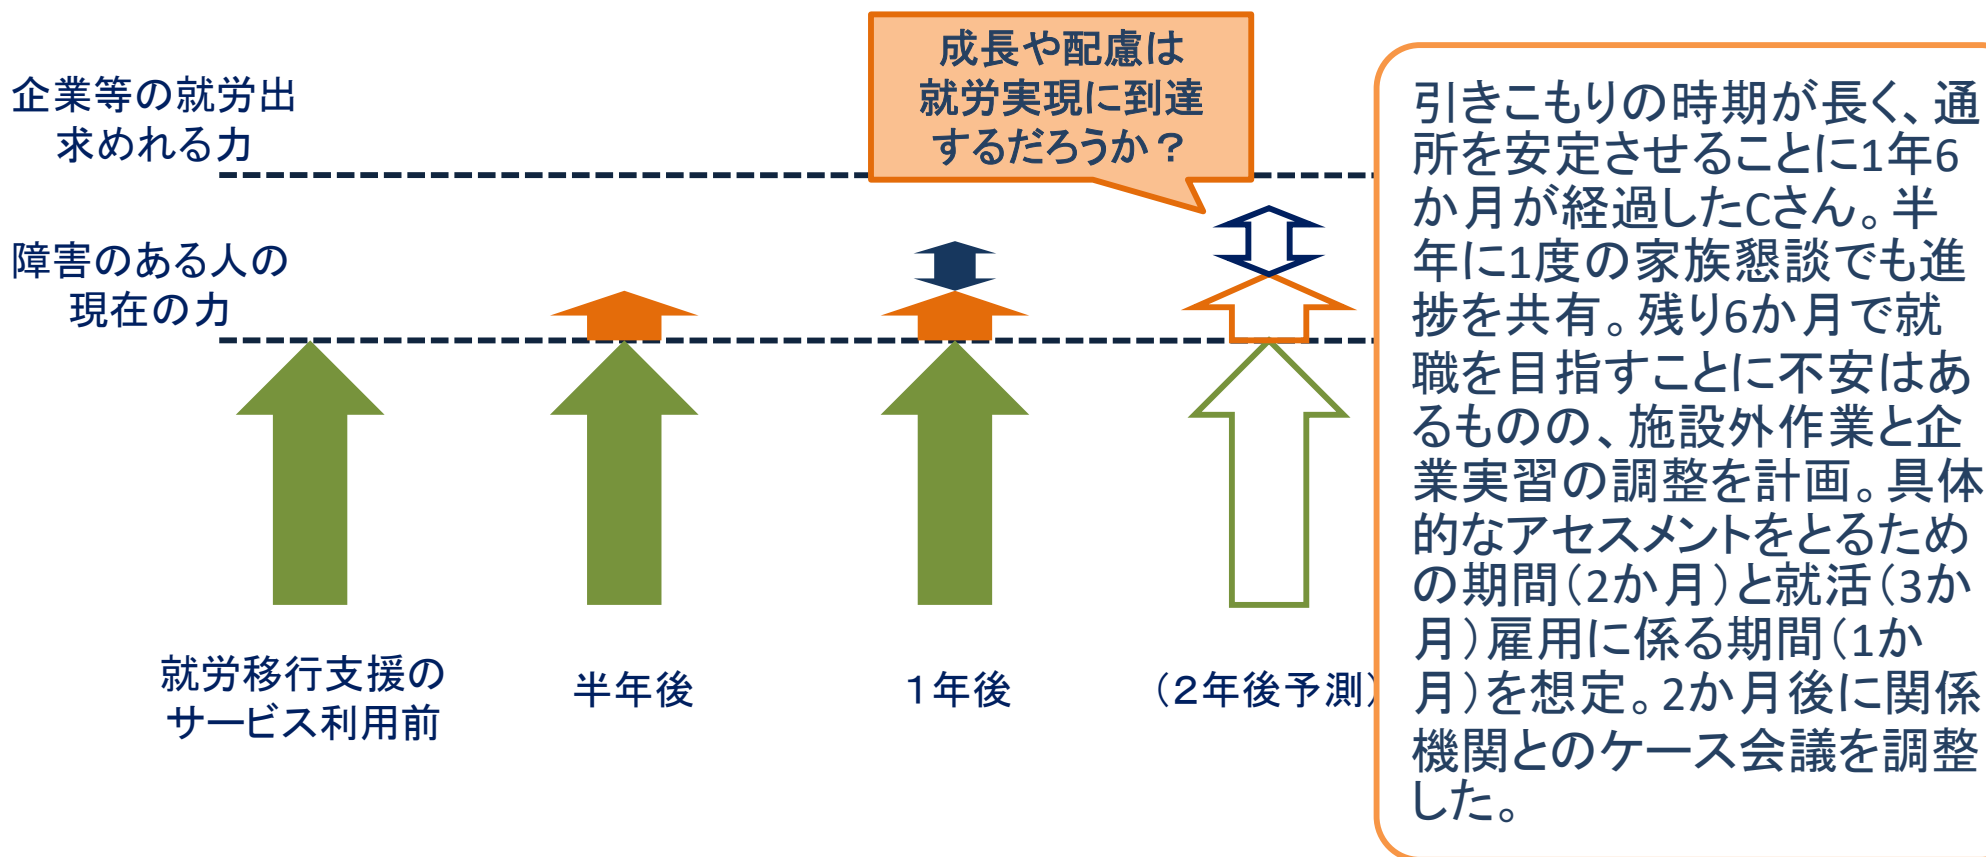 成長や配慮は
就労実現に到達
するだろうか？
企業等の就労出
求めれる力
障害のある人の
現在の力
就労移行支援の
サービス利用前
半年後
１年後
（２年後予測）
引きこもりの時期が長く、通
所を安定させることに1年6
か月が経過したCさん。半
年に1度の家族懇談でも進
捗を共有。残り6か月で就
職を目指すことに不安はあ
るものの、施設外作業と企
業実習の調整を計画。具体
的なアセスメントをとるため
の期間（2か月）と就活（3か
月）雇用に係る期間（1か
月）を想定。2か月後に関係
機関とのケース会議を調整
した。